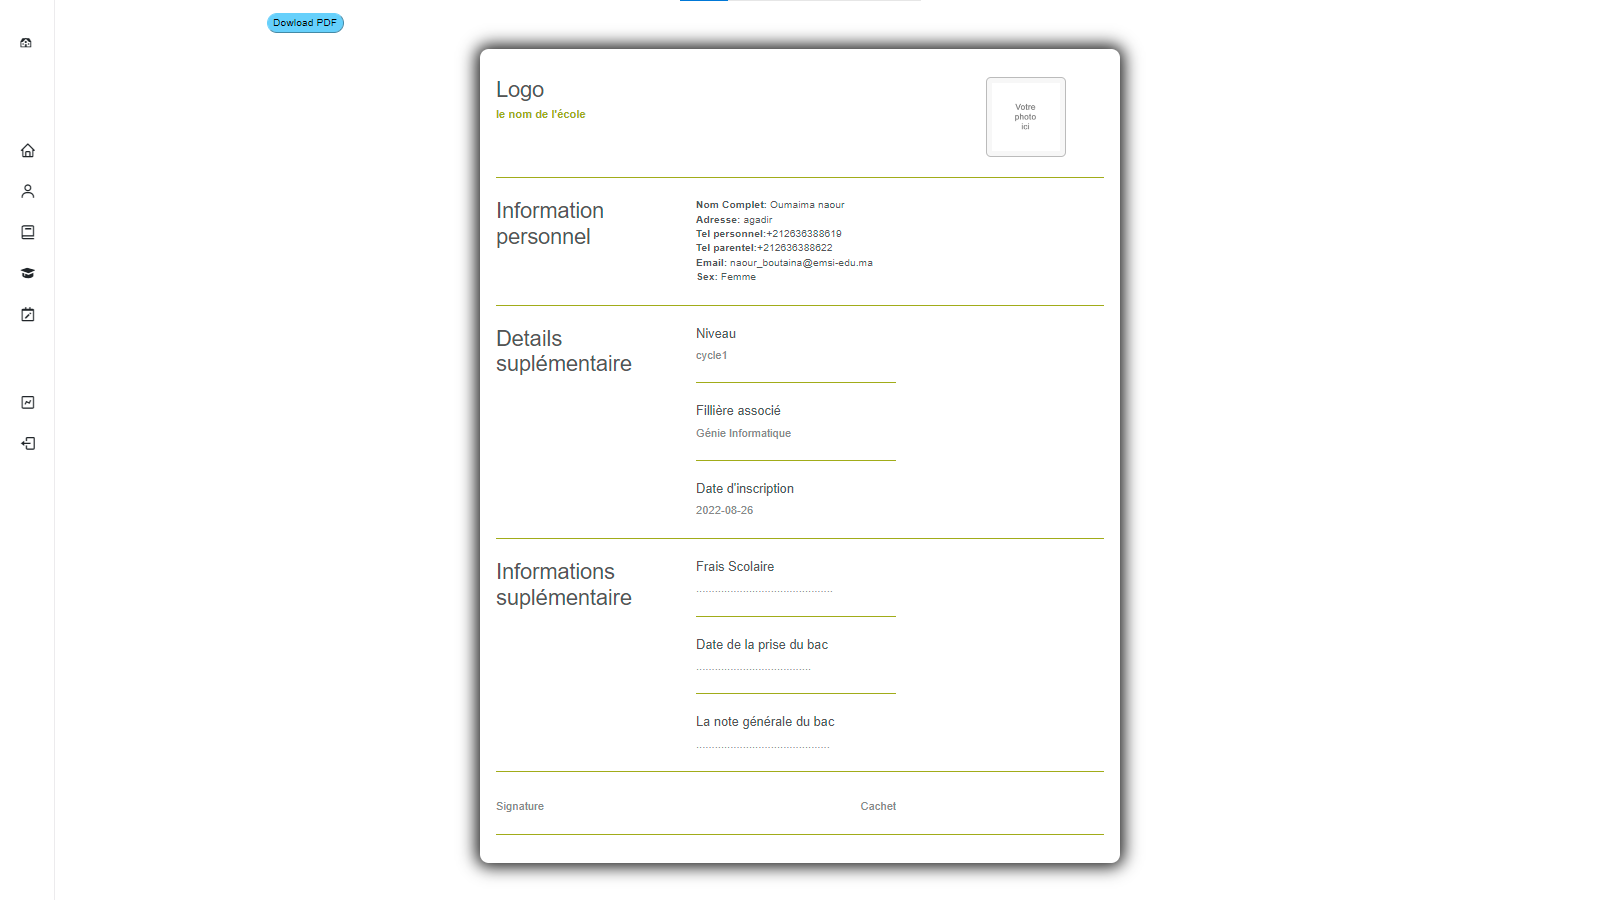 Dowload PDF
Logo
le nom de l'école
Votre
photo
ici
Information
personnel
Nom Complet: Oumaima naour
Adresse: agadir
Tel personnel:+212636388619
Tel parentel:+212636388622
Email: naour_boutaina@emsi-edu.ma
Sex: Femme
Details
suplémentaire
Niveau
cycle1
Fillière associé
Génie Informatique
Date d'inscription
2022-08-26
Informations
suplémentaire
Frais Scolaire
............................................
Date de la prise du bac
.....................................
La note générale du bac
...........................................
Signature
Cachet